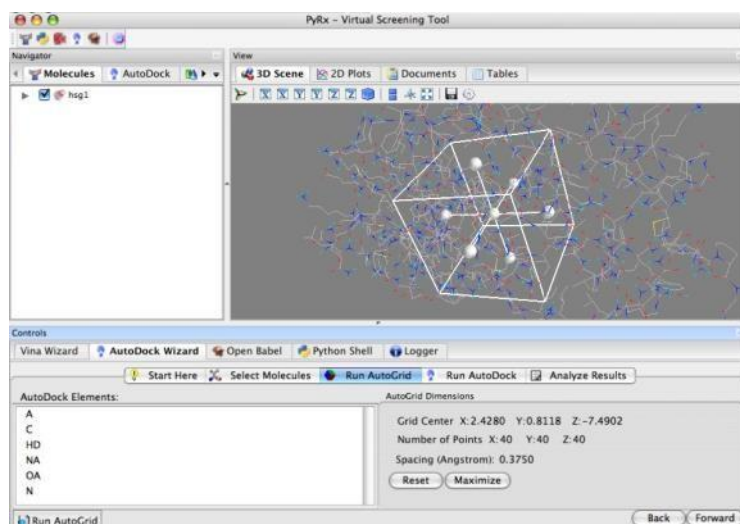 PyRx - Virtual Screening Tool
Navigator
View
Molecules AutoDock
3D Scene 2D Plots Documents Tables
hsg1
X X Y Y Z Z
Controls
Vina Wizard AutoDock Wizard Open Babel Python Shell Logger
Start Here Select Molecules Run AutoGrid Run AutoDock Analyze Results
AutoDock Elements:
A
C
HD
NA
OA
N
AutoGrid Dimensions
Grid Center X:2.4280 Y:0.8118 Z:-7.4902
Number of Points X:40 Y:40 Z:40
Spacing (Angstrom): 0.3750
Reset Maximize
Run AutoGrid
Back Forward